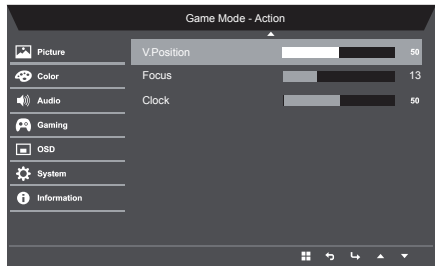 Game Mode - Action
Picture
V.Position 50
Color
Focus 13
Audio
Clock 50
Gaming
OSD
System
Information